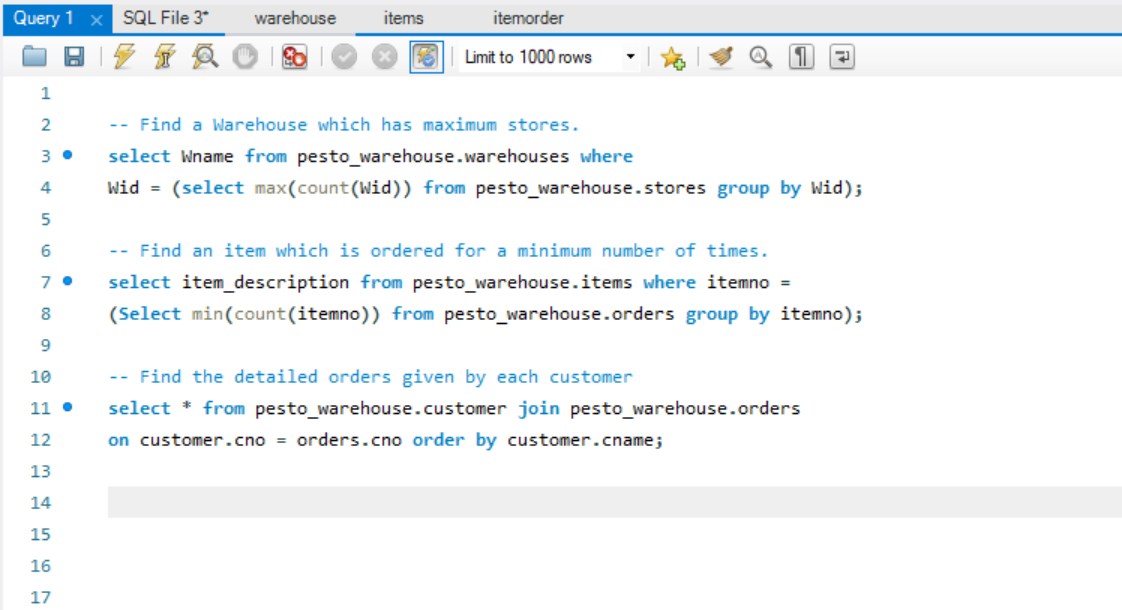 Query 1 SQL File 3* warehouse items itemorder
Limit to 1000 rows
1
2 -- Find a Warehouse which has maximum stores.
3 select Wname from pesto_warehouse.warehouses where
4 Wid = (select max(count(Wid)) from pesto_warehouse.stores group by Wid);
5
6 -- Find an item which is ordered for a minimum number of times.
7 select item_description from pesto_warehouse.items where itemno =
8 (Select min(count(itemno)) from pesto_warehouse.orders group by itemno);
9
10 -- Find the detailed orders given by each customer
11 select * from pesto_warehouse.customer join pesto_warehouse.orders
12 on customer.cno = orders.cno order by customer.cname;
13
14
15
16
17